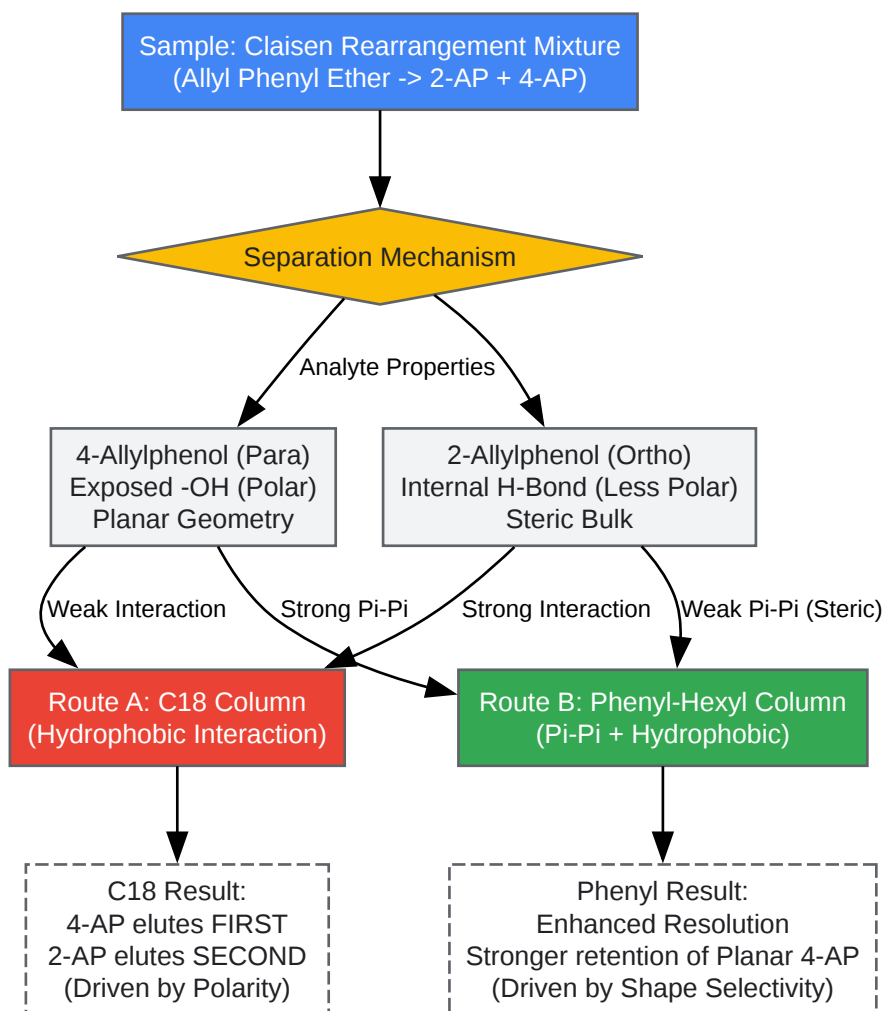 Sample: Claisen Rearrangement Mixture
(Allyl Phenyl Ether -> 2-AP + 4-AP)
Separation Mechanism
Analyte Properties
4-Allylphenol (Para)
Exposed -OH (Polar)
Planar Geometry
2-Allylphenol (Ortho)
Internal H-Bond (Less Polar)
Steric Bulk
Weak Interaction
Strong Pi-Pi
Strong Interaction
Weak Pi-Pi (Steric)
Route A: C18 Column
(Hydrophobic Interaction)
Route B: Phenyl-Hexyl Column
(Pi-Pi + Hydrophobic)
C18 Result:
4-AP elutes FIRST
2-AP elutes SECOND
(Driven by Polarity)
Phenyl Result:
Enhanced Resolution
Stronger retention of Planar 4-AP
(Driven by Shape Selectivity)